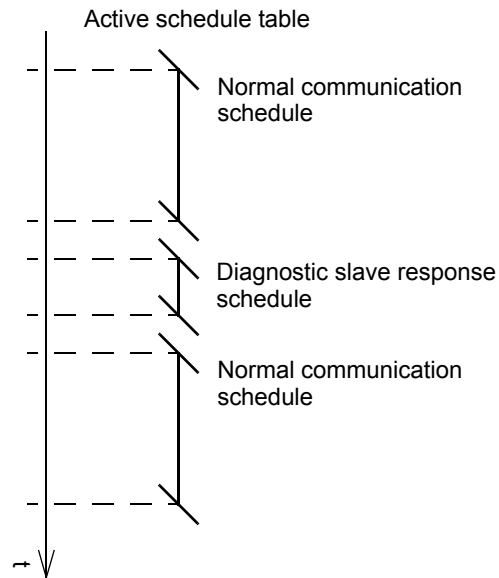 Active schedule table
Normal communication
schedule
Diagnostic slave response
schedule
Normal communication
schedule
t